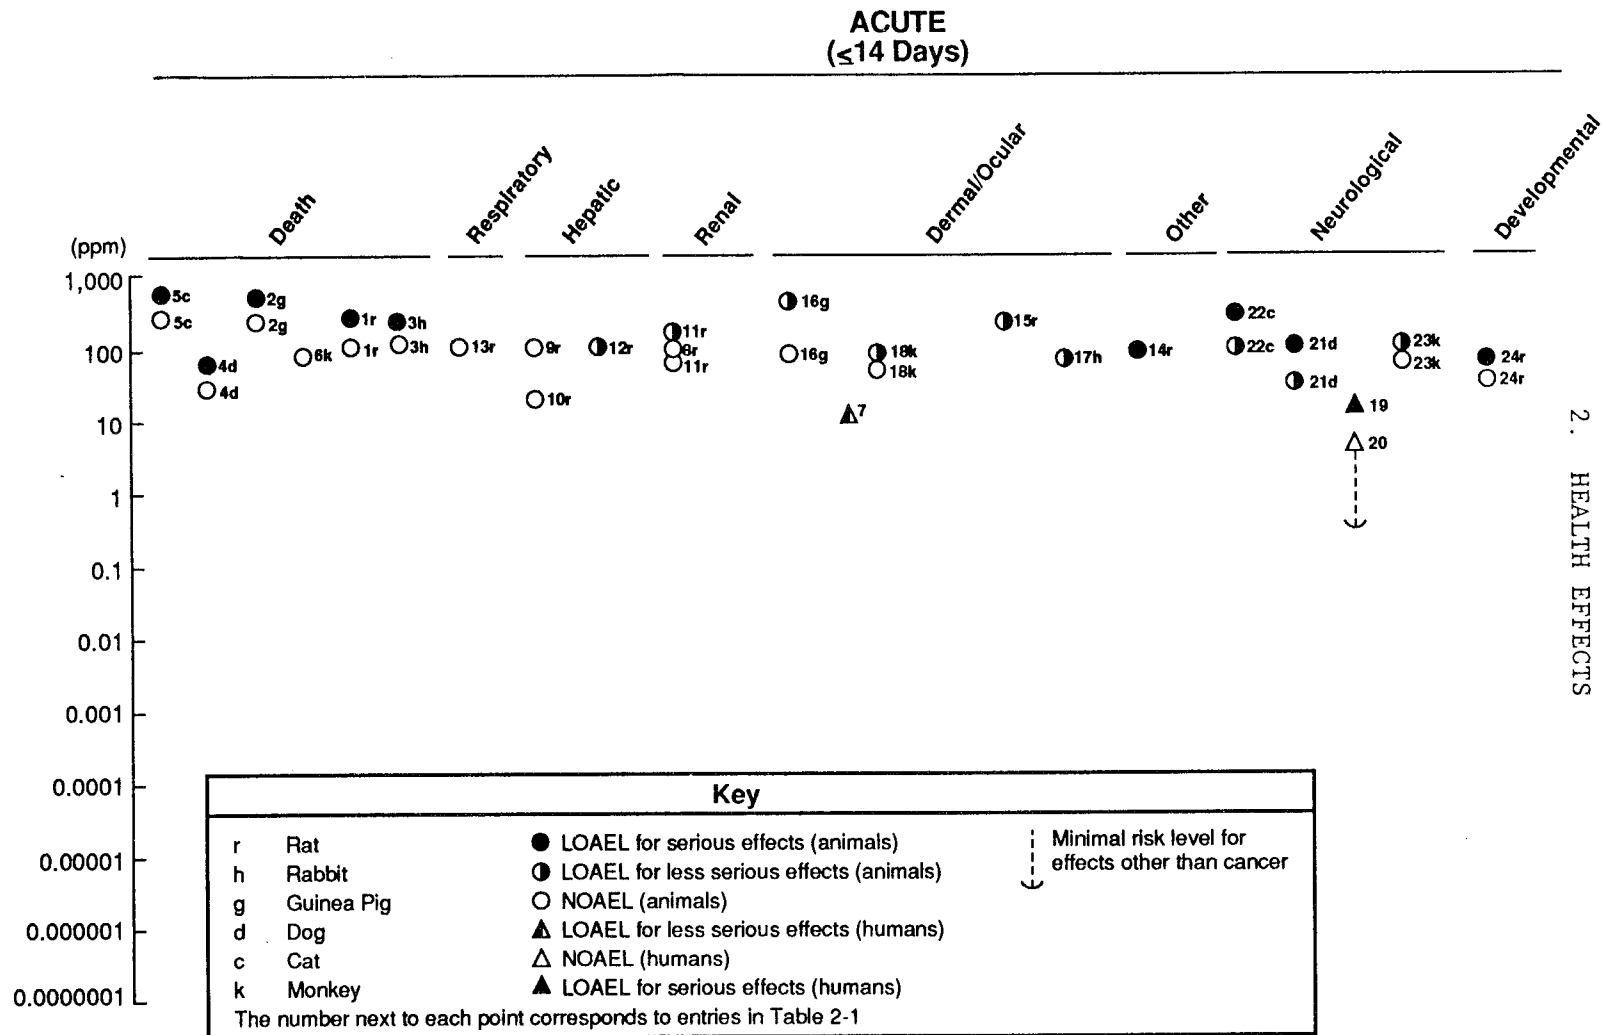 ACUTE
(≤14 Days)
Death
Respiratory
Hepatic
Renal
Dermal/Ocular
Other
Neurological
Developmental
(ppm)
1,000
100
10
1
0.1
0.01
0.001
0.0001
0.00001
0.000001
0.0000001
5c
5c
4d
4d
2g
2g
6k
1r
1r
3h
3h
13r
9r
10r
12r
11r
8r
11r
16g
16g
7
18k
18k
15r
17h
14r
22c
22c
21d
21d
19
20
23k
23k
24r
24r
2. HEALTH EFFECTS
Key
r Rat
h Rabbit
g Guinea Pig
d Dog
c Cat
k Monkey
LOAEL for serious effects (animals)
LOAEL for less serious effects (animals)
NOAEL (animals)
LOAEL for less serious effects (humans)
NOAEL (humans)
LOAEL for serious effects (humans)
Minimal risk level for
effects other than cancer
The number next to each point corresponds to entries in Table 2-1